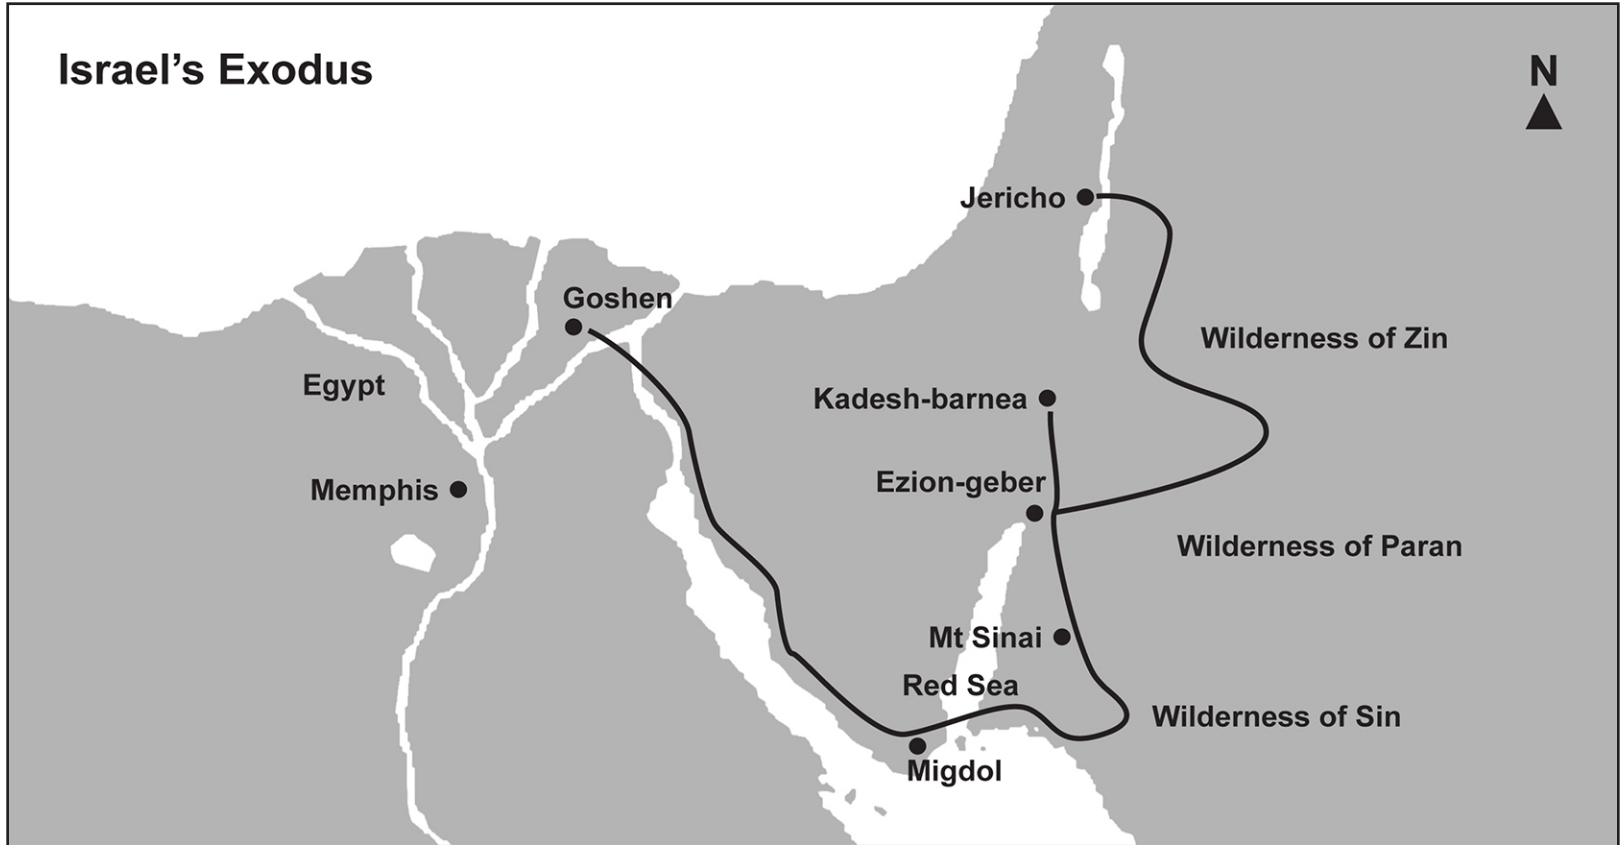 Israel’s Exodus
N
Jericho
Goshen
Wilderness of Zin
Egypt
Kadesh-barnea
Ezion-geber
Memphis
Wilderness of Paran
Mt Sinai
Red Sea
Wilderness of Sin
Migdol